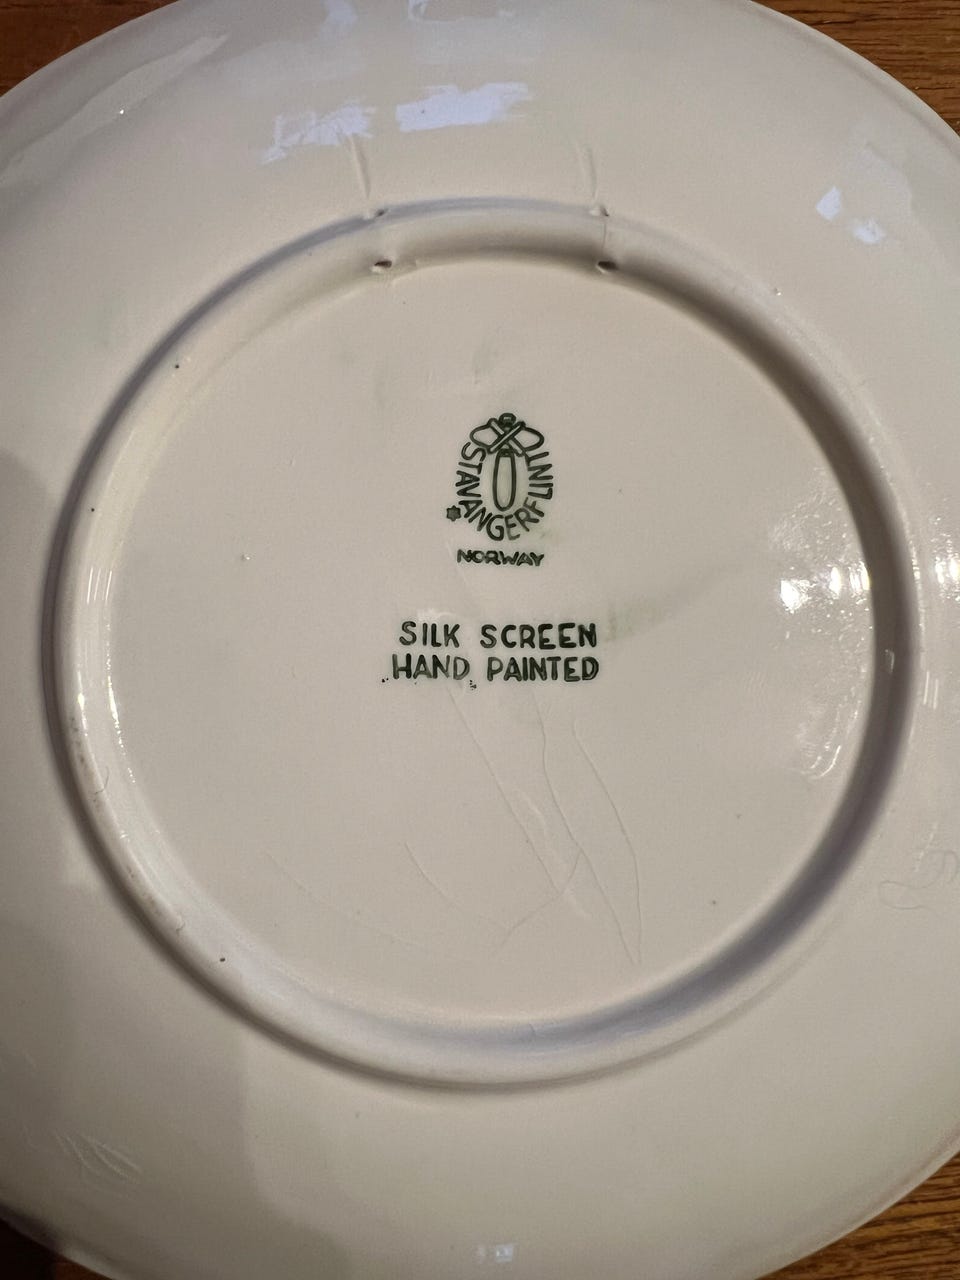 STAVANGERFLINT
NORWAY
SILK SCREEN
HAND PAINTED